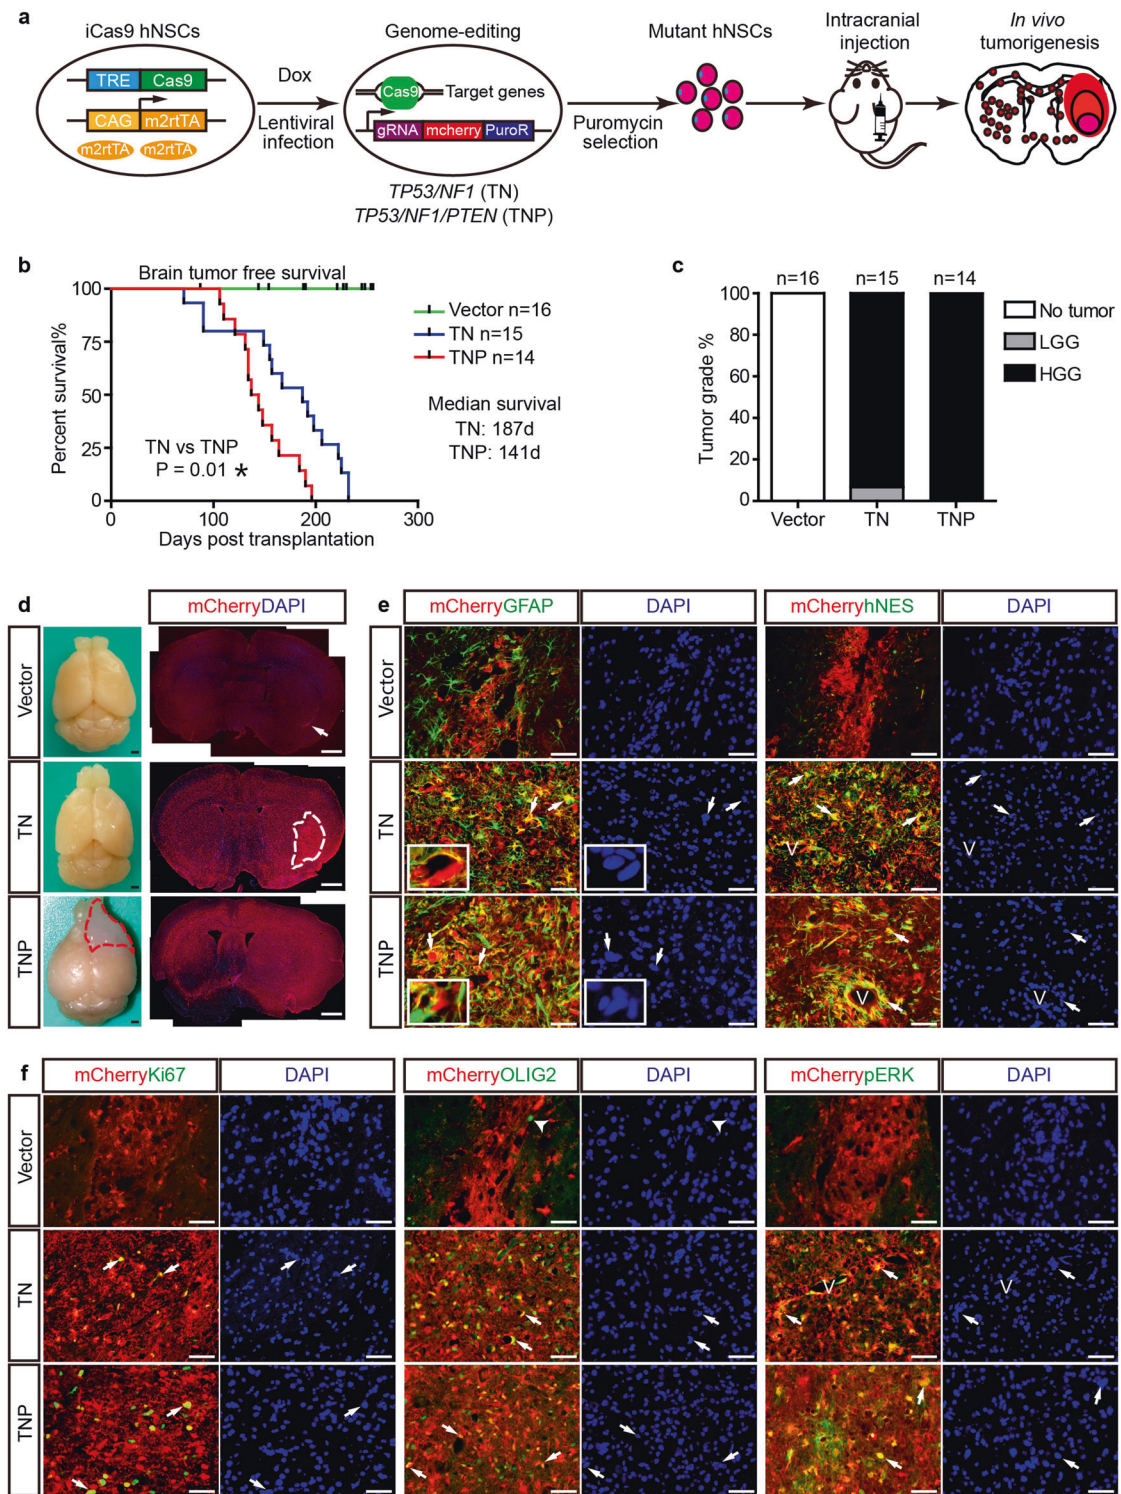 a
iCas9 hNSCs
Genome-editing
Mutant hNSCs
Intracranial
injection
In vivo
tumorigenesis
TRE Cas9
CAG m2rtTA
m2rtTA m2rtTA
Dox
Lentiviral
infection
Cas9 Target genes
gRNA mcherry PuroR
Puromycin
selection
TP53/NF1 (TN)
TP53/NF1/PTEN (TNP)
b
Brain tumor free survival
Percent survival%
100
75
50
25
0
0 100 200 300
Days post transplantation
Vector n=16
TN n=15
TNP n=14
Median survival
TN: 187d
TNP: 141d
TN vs TNP
P = 0.01 *
c
n=16 n=15 n=14
Tumor grade %
100
80
60
40
20
0
Vector TN TNP
No tumor
LGG
HGG
d
mCherryDAPI
Vector
TN
TNP
e
mCherryGFAP DAPI mCherryhNES DAPI
Vector
TN
V V
TNP
V V
f
mCherryKi67 DAPI mCherryOLIG2 DAPI mCherrypERK DAPI
Vector
TN
V V
TNP